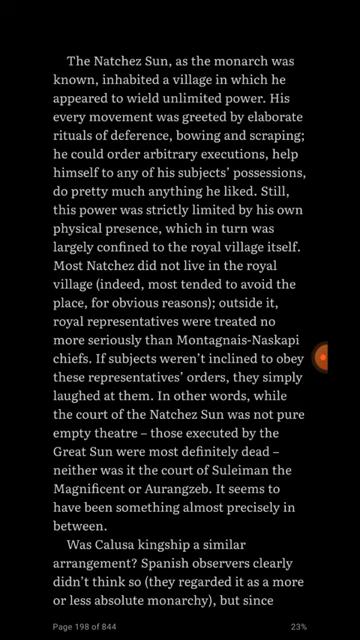 The Natchez Sun, as the monarch was
known, inhabited a village in which he
appeared to wield unlimited power. His
every movement was greeted by elaborate
rituals of deference, bowing and scraping;
he could order arbitrary executions, help
himself to any of his subjects’ possessions,
do pretty much anything he liked. Still,
this power was strictly limited by his own
physical presence, which in turn was
largely confined to the royal village itself.
Most Natchez did not live in the royal
village (indeed, most tended to avoid the
place, for obvious reasons); outside it,
royal representatives were treated no
more seriously than Montagnais-Naskapi
chiefs. If subjects weren’t inclined to obey
these representatives’ orders, they simply
laughed at them. In other words, while
the court of the Natchez Sun was not pure
empty theatre – those executed by the
Great Sun were most definitely dead –
neither was it the court of Suleiman the
Magnificent or Aurangzeb. It seems to
have been something almost precisely in
between.
Was Calusa kingship a similar
arrangement? Spanish observers clearly
didn’t think so (they regarded it as a more
or less absolute monarchy), but since
Page 198 of 844 23%